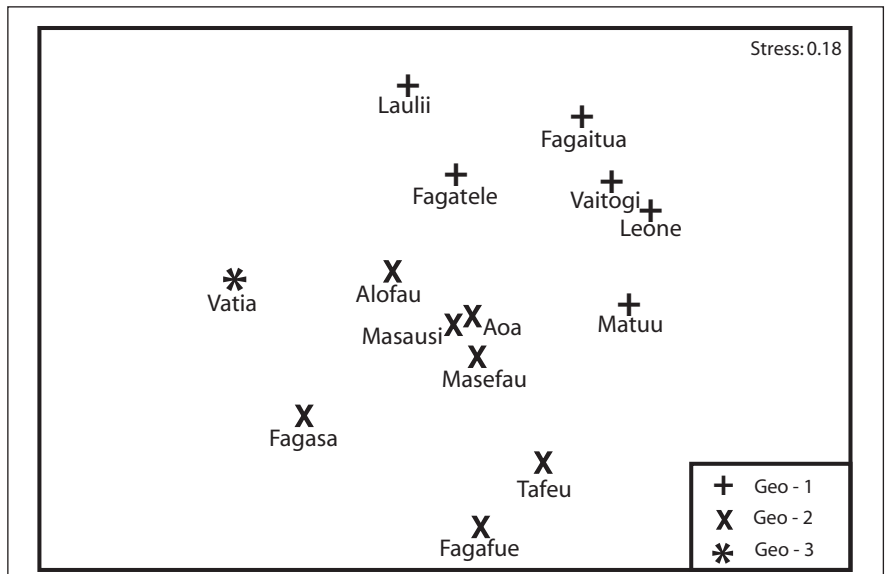 Stress: 0.18
Laulii
Fagaitua
Fagatele
Vaitogi
Leone
Alofau
Vatia
Matuu
Masausi
Aoa
Masefau
Fagasa
Tafeu
Fagafue
Geo - 1
Geo - 2
Geo - 3